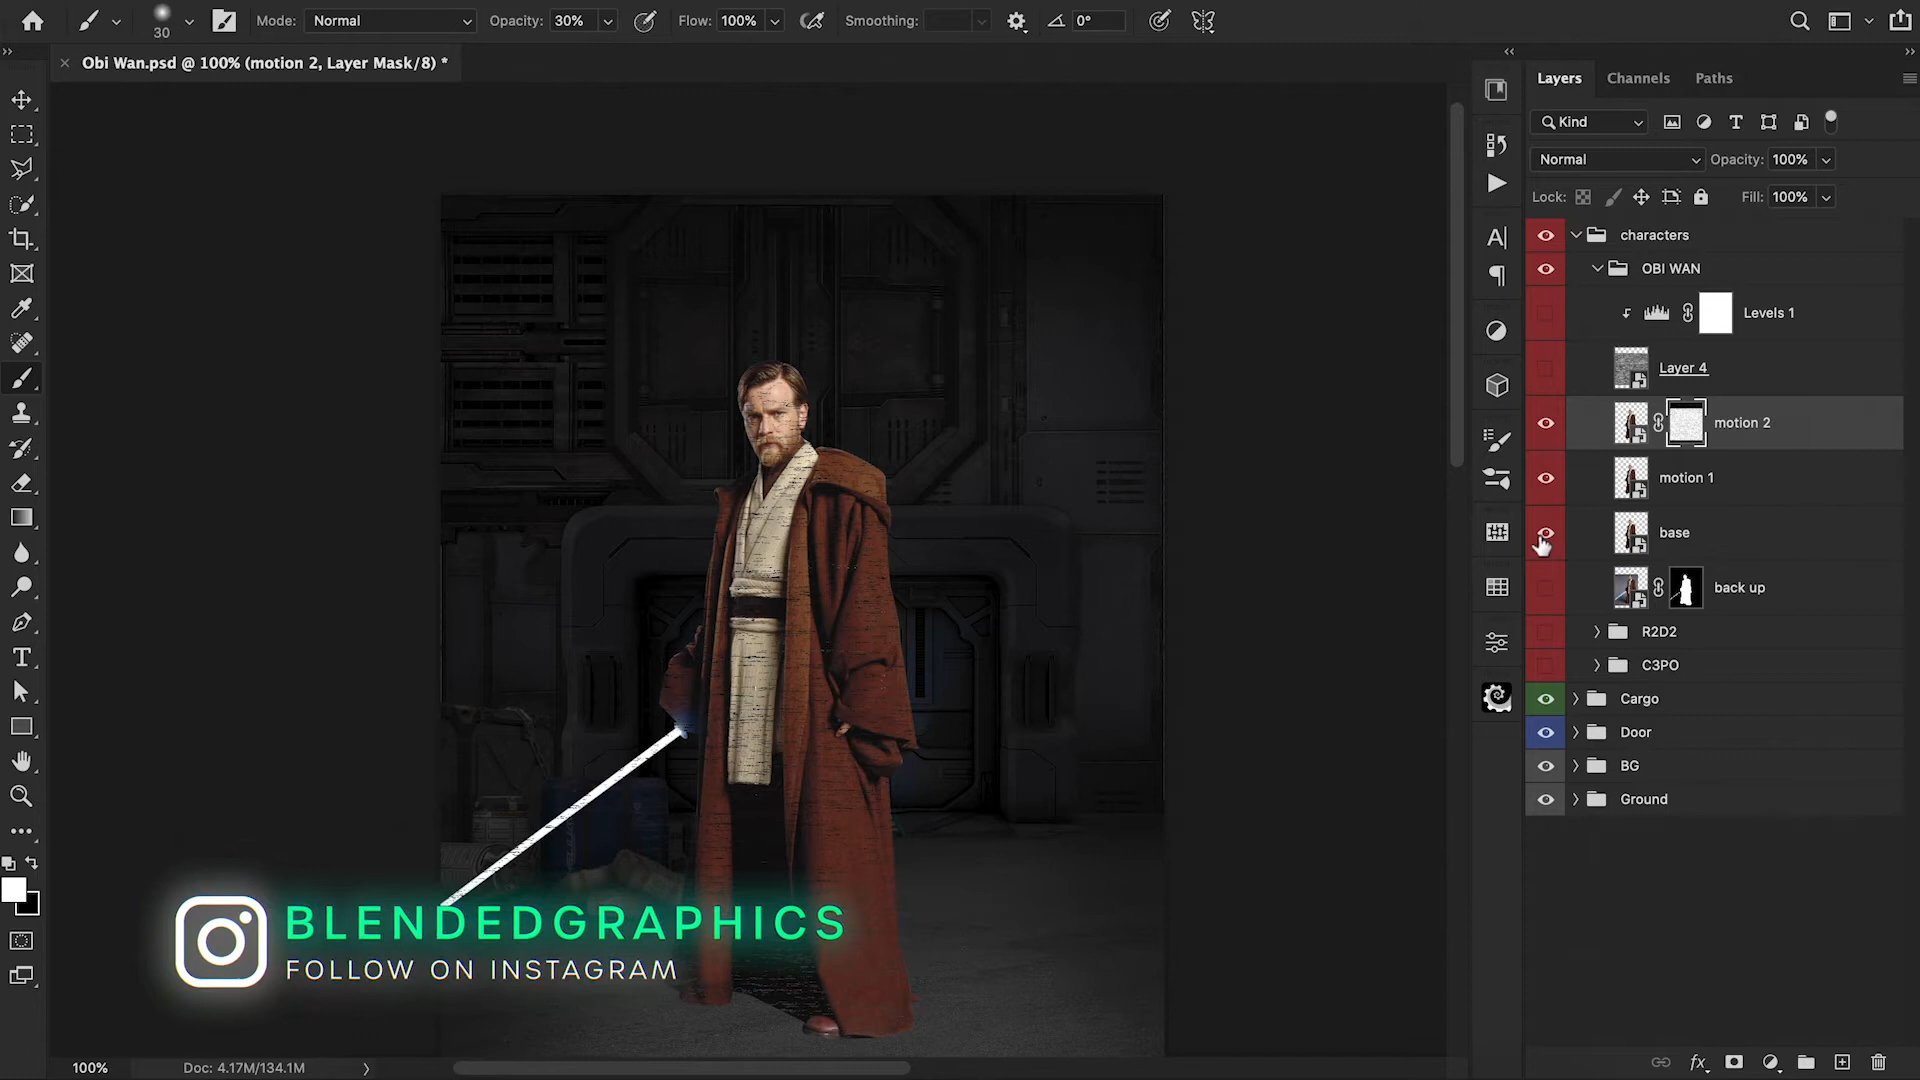 30
Mode: Normal
Opacity: 30%
Flow: 100%
Smoothing:
0°
Obi Wan.psd @ 100% (motion 2, Layer Mask/8) *
Layers Channels Paths
Kind
Normal Opacity: 100%
Lock: Fill: 100%
characters
OBI WAN
Levels 1
Layer 4
motion 2
motion 1
base
back up
R2D2
C3PO
Cargo
Door
BG
Ground
BLENDEDGRAPHICS
FOLLOW ON INSTAGRAM
100% Doc: 4.17M/134.1M